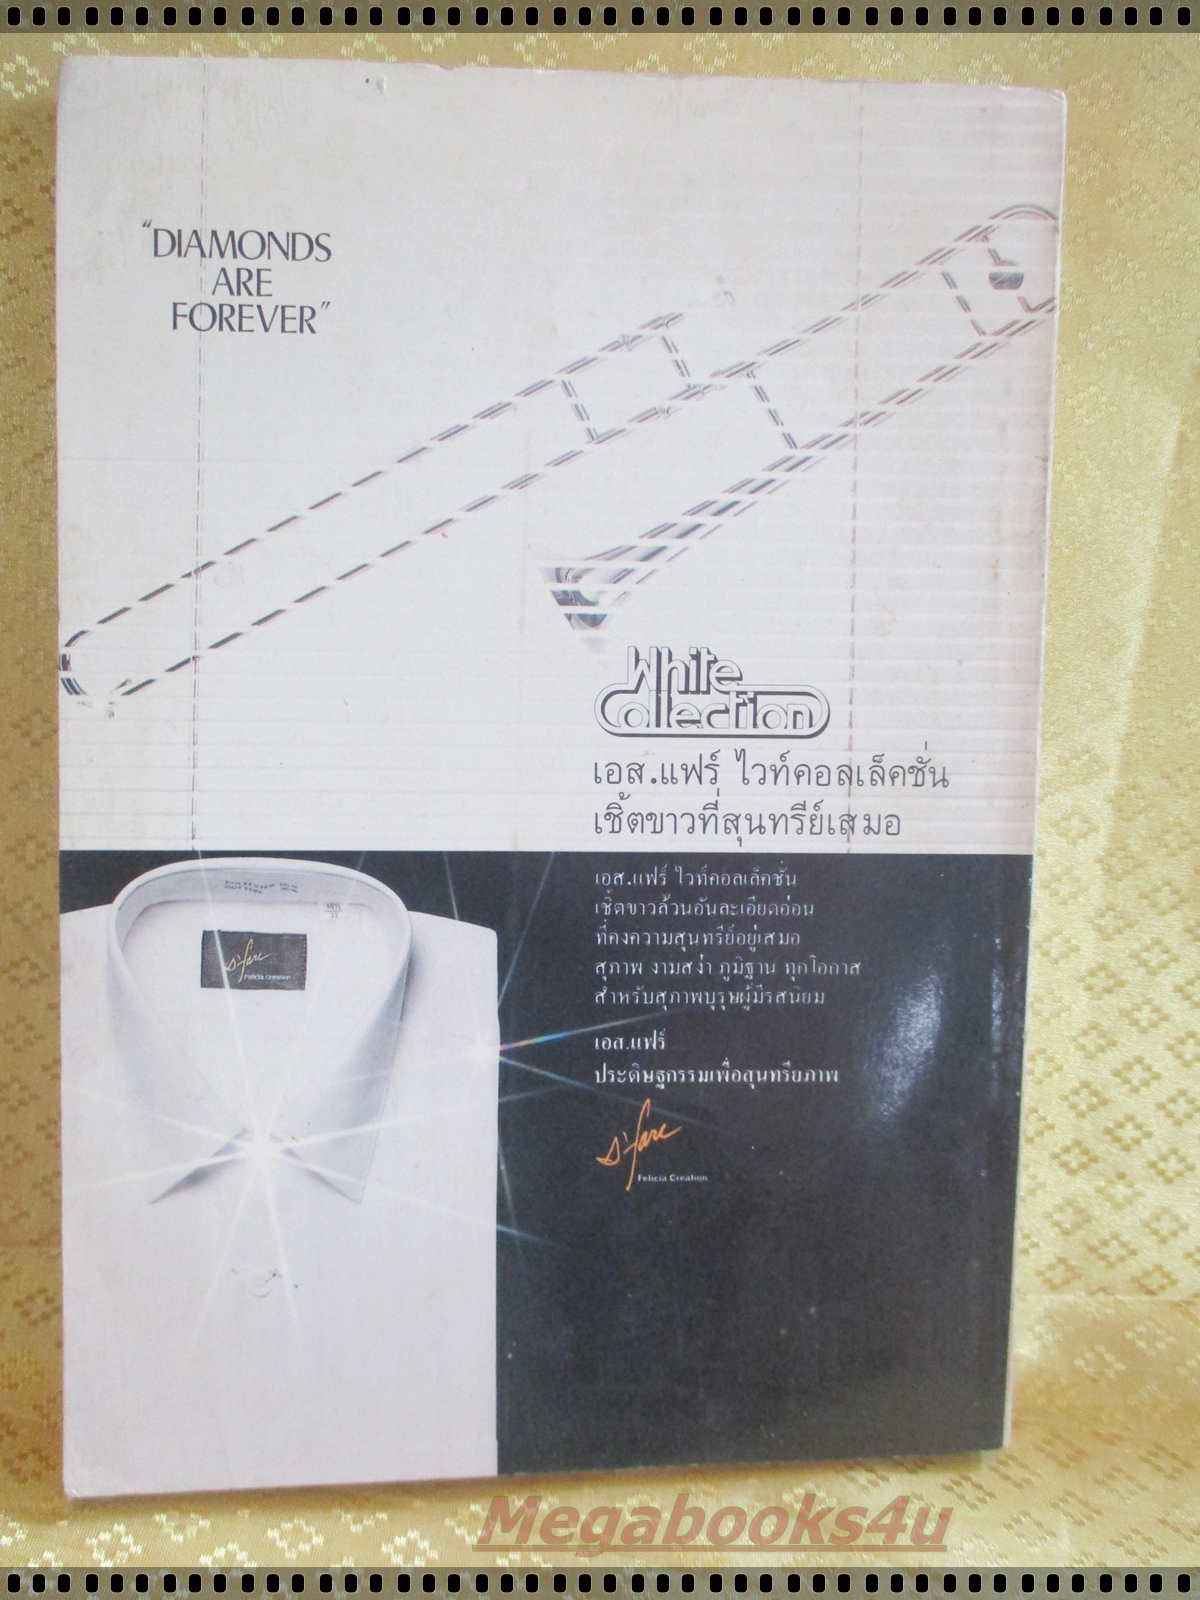 “DIAMONDS
ARE
FOREVER”
White
Collection
เอส.แฟร์ ไวท์คอลเล็คชั่น
เชิ้ตขาวที่สุนทรีย์เสมอ
เอส.แฟร์ ไวท์คอลเล็คชั่น
เชิ้ตขาวล้วนอันละเอียดอ่อน
ที่คงความสุนทรีย์อยู่เสมอ
สุภาพ งามสง่า ภูมิฐาน ทุกโอกาส
สำหรับสุภาพบุรุษผู้มีรสนิยม
เอส.แฟร์
ประดิษฐกรรมเพื่อสุนทรียภาพ
S'fare
Felicia Creation
S'fare
Felicia Creation
Megabooks4u